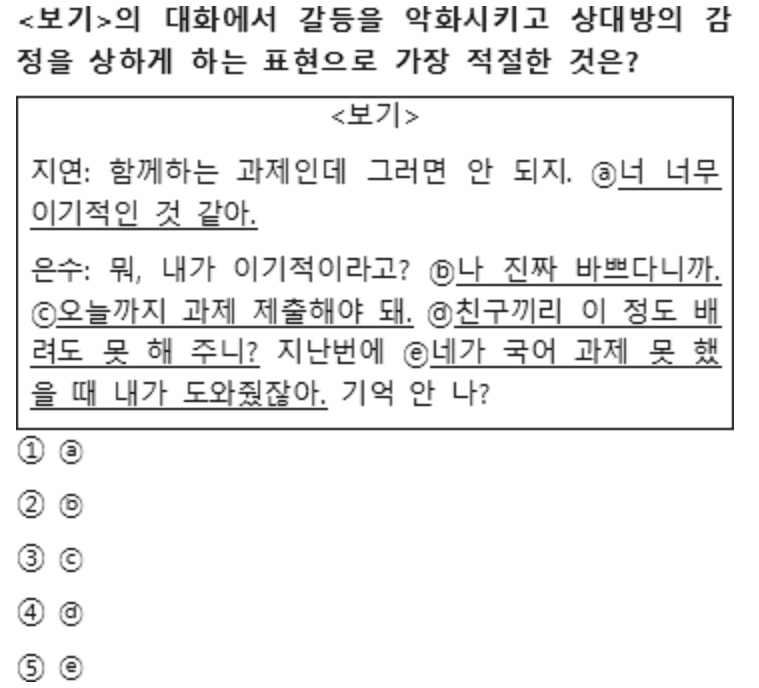 <보기>의 대화에서 갈등을 악화시키고 상대방의 감
정을 상하게 하는 표현으로 가장 적절한 것은?
<보기>
지연: 함께하는 과제인데 그러면 안 되지. ⓐ너 너무
이기적인 것 같아.
은수: 뭐, 내가 이기적이라고? ⓑ나 진짜 바쁘다니까.
ⓒ오늘까지 과제 제출해야 돼. ⓓ친구끼리 이 정도 배
려도 못 해 주니? 지난번에 ⓔ네가 국어 과제 못 했
을 때 내가 도와줬잖아. 기억 안 나?
① ⓐ
② ⓑ
③ ⓒ
④ ⓓ
⑤ ⓔ